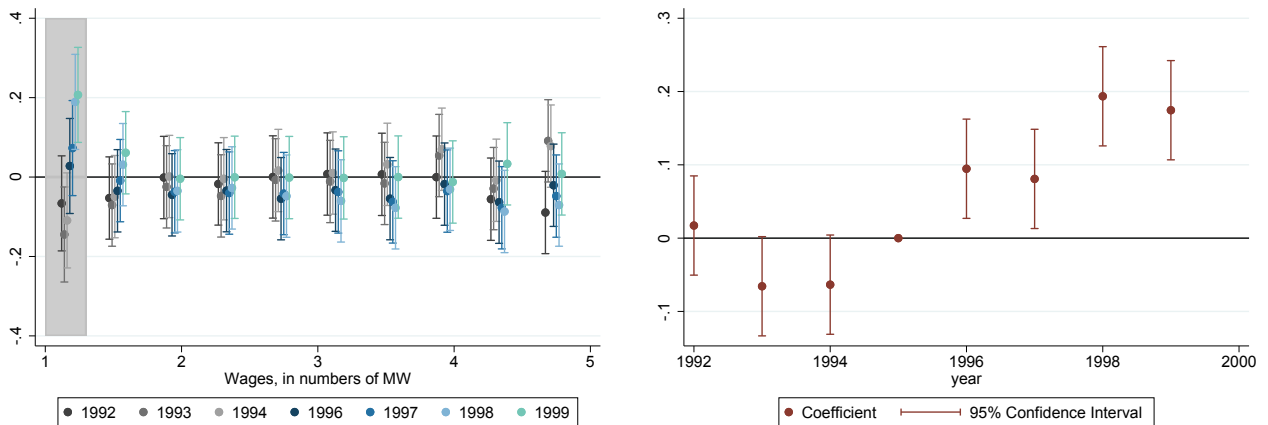 .4
.2
0
-.2
-.4
1 2 3 4 5
Wages, in numbers of MW
1992 1993 1994 1996 1997 1998 1999
.3
.2
.1
0
-.1
1992 1994 1996 1998 2000
year
Coefficient 95% Confidence Interval